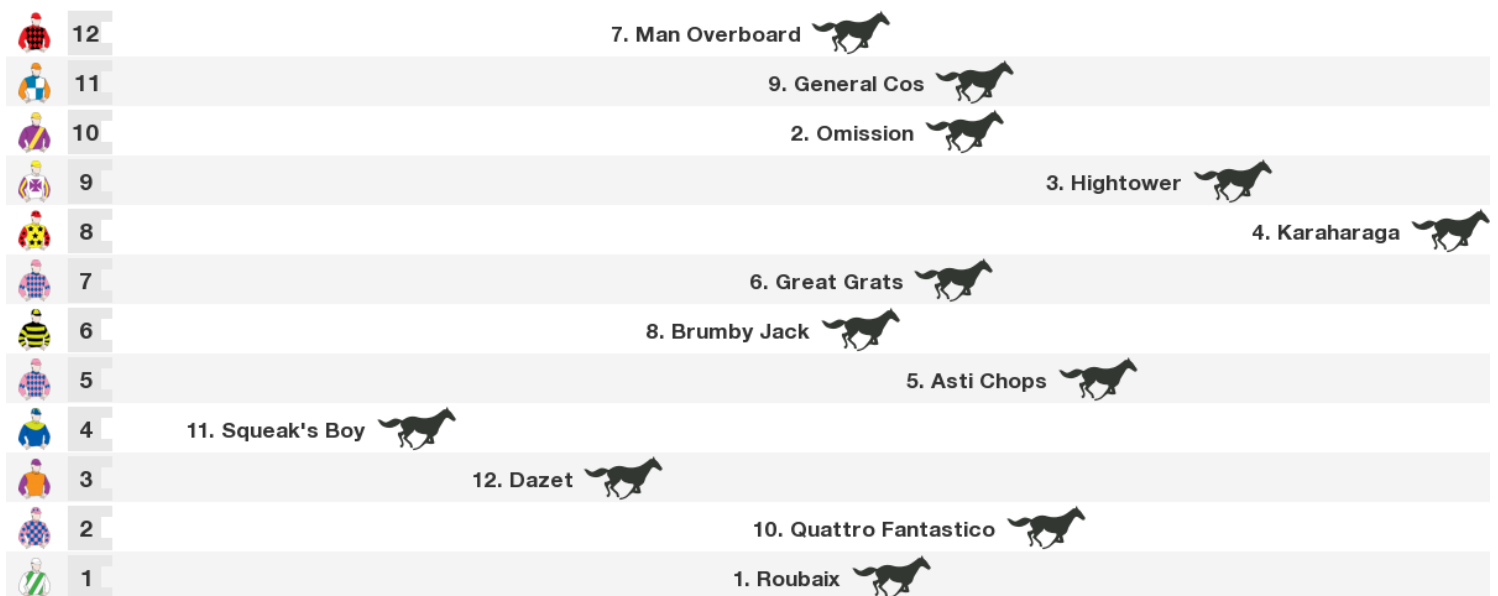 12 7. Man Overboard
11 9. General Cos
10 2. Omission
9 3. Hightower
8 4. Karaharaga
7 6. Great Grats
6 8. Brumby Jack
5 5. Asti Chops
4 11. Squeak's Boy
3 12. Dazet
2 10. Quattro Fantastico
1 1. Roubaix